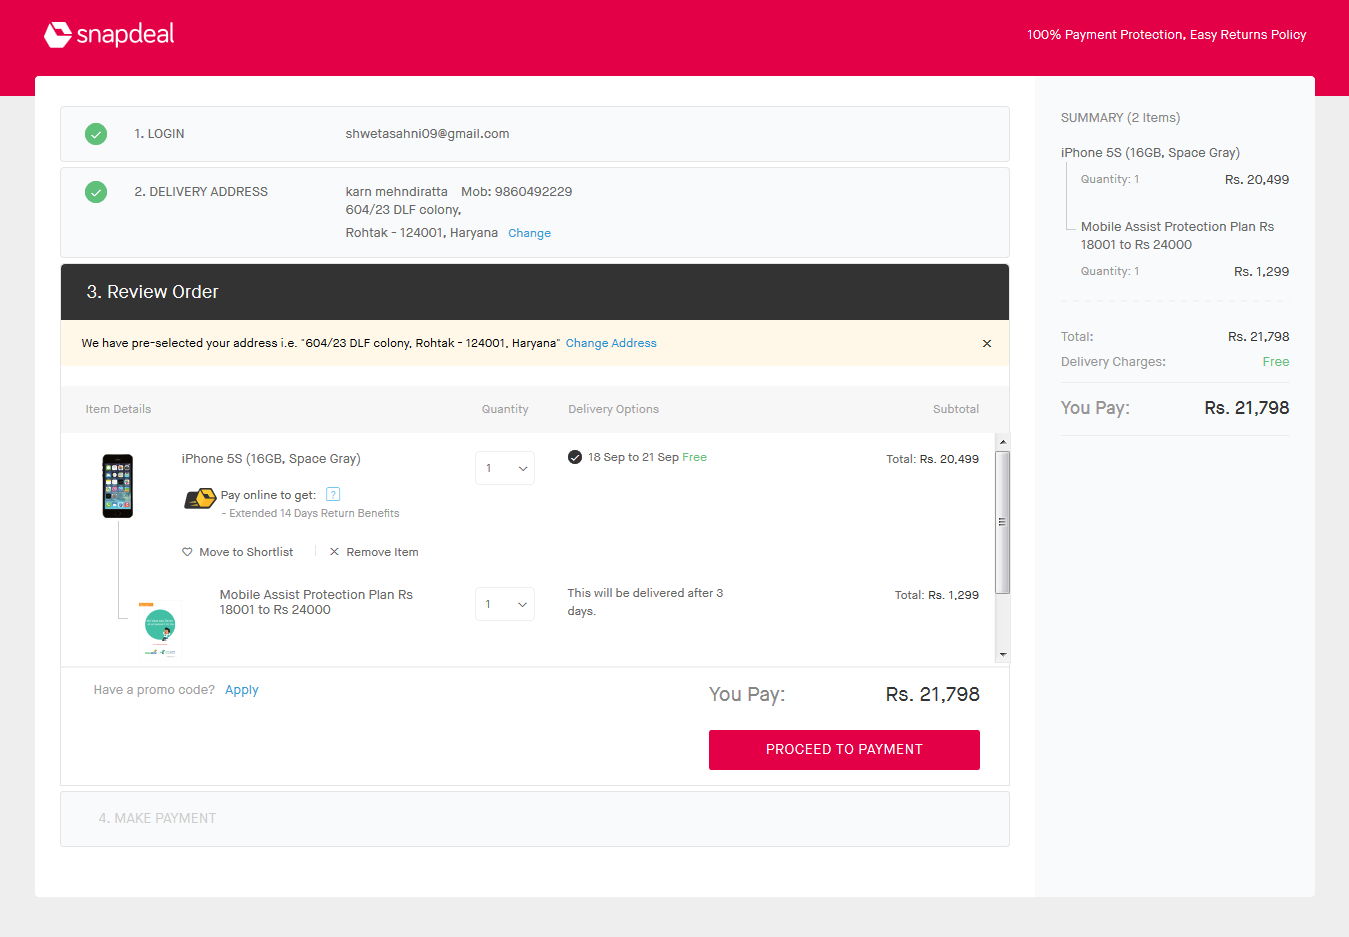 snapdeal
100% Payment Protection, Easy Returns Policy
1. LOGIN
shwetasahni09@gmail.com
2. DELIVERY ADDRESS
karn mehndiratta Mob: 9860492229
604/23 DLF colony,
Rohtak - 124001, Haryana Change
3. Review Order
We have pre-selected your address i.e. "604/23 DLF colony, Rohtak - 124001, Haryana" Change Address
Item Details Quantity Delivery Options Subtotal
iPhone 5S (16GB, Space Gray)
1
18 Sep to 21 Sep Free
Total: Rs. 20,499
Pay online to get: ?
- Extended 14 Days Return Benefits
Move to Shortlist
Remove Item
Mobile Assist Protection Plan Rs
18001 to Rs 24000
1
This will be delivered after 3
days.
Total: Rs. 1,299
Have a promo code? Apply
You Pay: Rs. 21,798
PROCEED TO PAYMENT
4. MAKE PAYMENT
SUMMARY (2 Items)
iPhone 5S (16GB, Space Gray)
Quantity: 1 Rs. 20,499
Mobile Assist Protection Plan Rs
18001 to Rs 24000
Quantity: 1 Rs. 1,299
Total: Rs. 21,798
Delivery Charges: Free
You Pay: Rs. 21,798